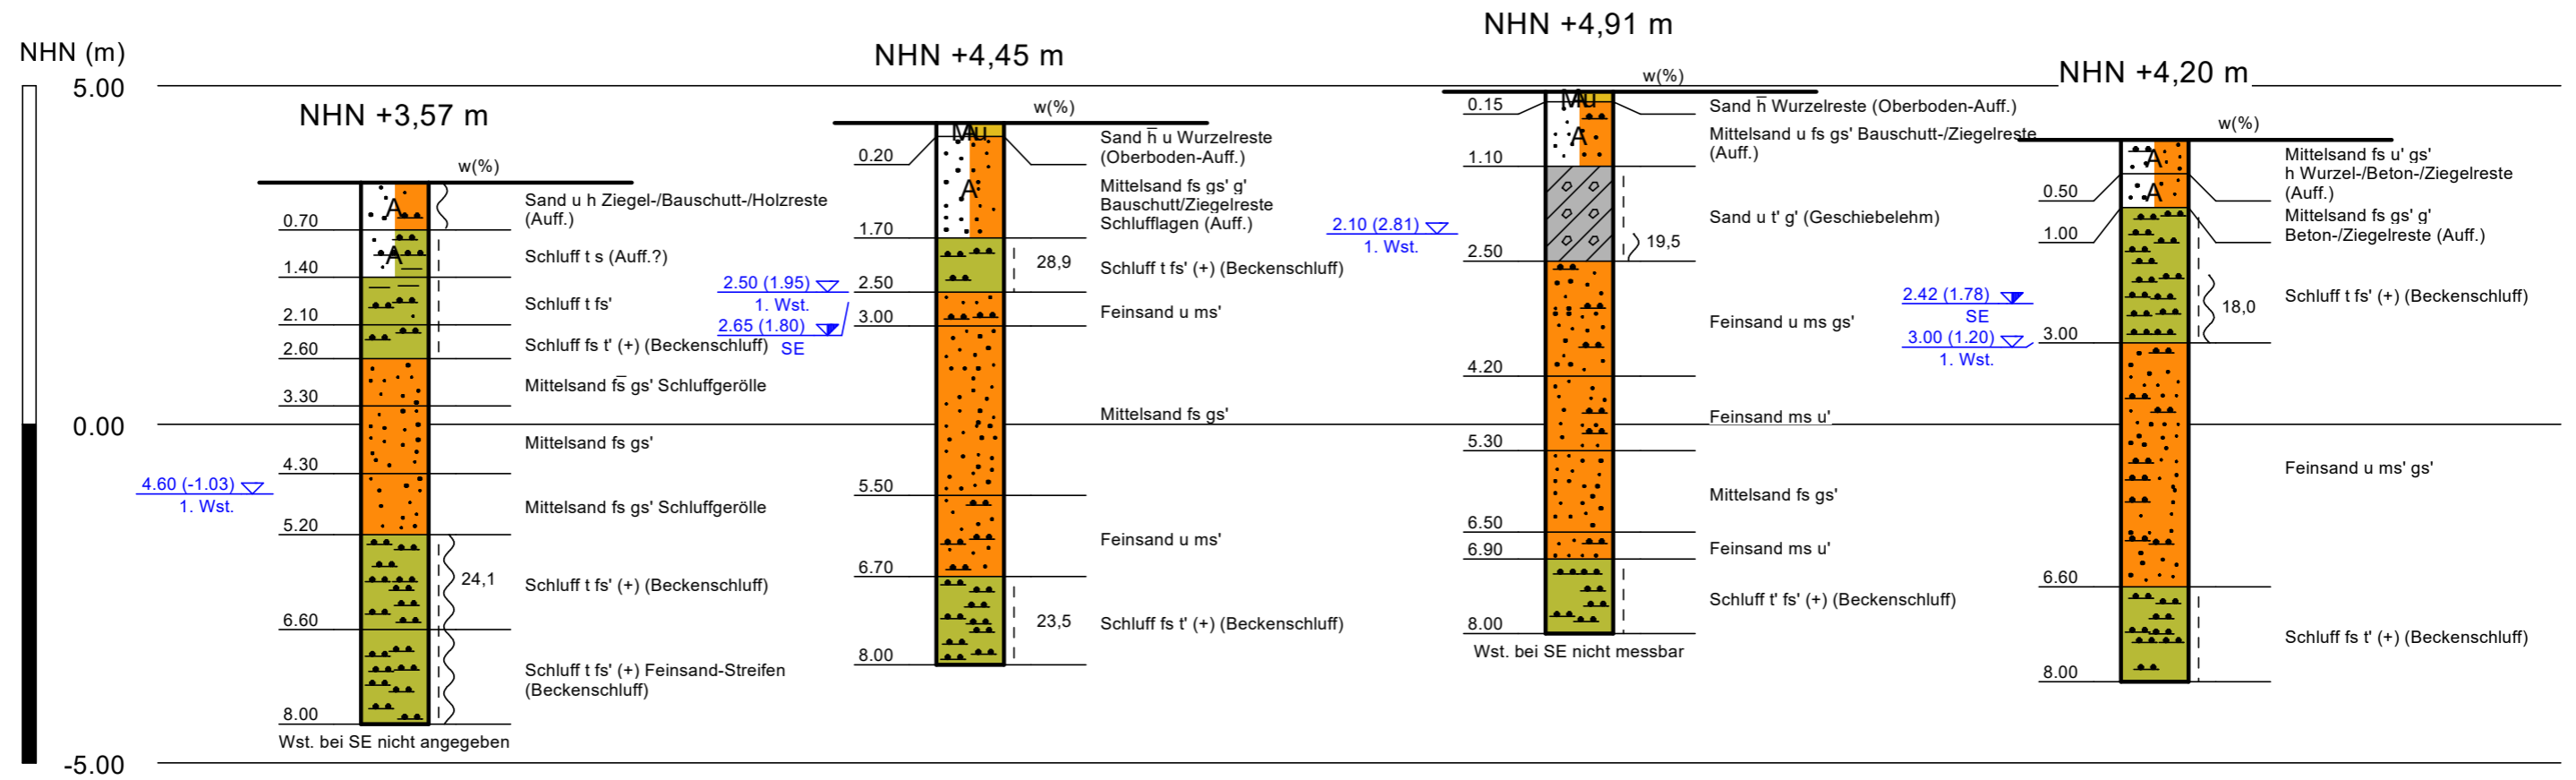 NHN (m)
5.00
0.00
-5.00
NHN +3,57 m
w(%)
A
0.70
Sand u h Ziegel-/Bauschutt-/Holzreste
(Auff.)
A
1.40
Schluff t s (Auff.?)
2.10
Schluff t fs'
2.60
Schluff fs t' (+) (Beckenschluff)
3.30
Mittelsand fs̅ gs' Schluffgerölle
4.30
Mittelsand fs gs'
4.60 (-1.03)
1. Wst.
5.20
Mittelsand fs gs' Schluffgerölle
24,1
6.60
Schluff t fs' (+) (Beckenschluff)
8.00
Schluff t fs' (+) Feinsand-Streifen
(Beckenschluff)
Wst. bei SE nicht angegeben
NHN +4,45 m
w(%)
Mu
0.20
Sand h̅ u Wurzelreste
(Oberboden-Auff.)
A
1.70
Mittelsand fs gs' g'
Bauschutt/Ziegelreste
Schlufflagen (Auff.)
28,9
2.50
Schluff t fs' (+) (Beckenschluff)
2.50 (1.95)
1. Wst.
2.65 (1.80)
SE
3.00
Feinsand u ms'
5.50
Mittelsand fs gs'
6.70
Feinsand u ms'
23,5
8.00
Schluff fs t' (+) (Beckenschluff)
NHN +4,91 m
w(%)
Mu
0.15
Sand h̅ Wurzelreste (Oberboden-Auff.)
A
1.10
Mittelsand u fs gs' Bauschutt-/Ziegelreste
(Auff.)
2.10 (2.81)
1. Wst.
19,5
2.50
Sand u t' g' (Geschiebelehm)
4.20
Feinsand u ms gs'
5.30
Feinsand ms u'
6.50
Mittelsand fs gs'
6.90
Feinsand ms u'
8.00
Schluff t' fs' (+) (Beckenschluff)
Wst. bei SE nicht messbar
NHN +4,20 m
w(%)
A
0.50
Mittelsand fs u' gs'
h Wurzel-/Beton-/Ziegelreste
(Auff.)
A
1.00
Mittelsand fs gs' g'
Beton-/Ziegelreste (Auff.)
2.42 (1.78)
SE
3.00 (1.20)
1. Wst.
18,0
3.00
Schluff t fs' (+) (Beckenschluff)
6.60
Feinsand u ms' gs'
8.00
Schluff fs t' (+) (Beckenschluff)